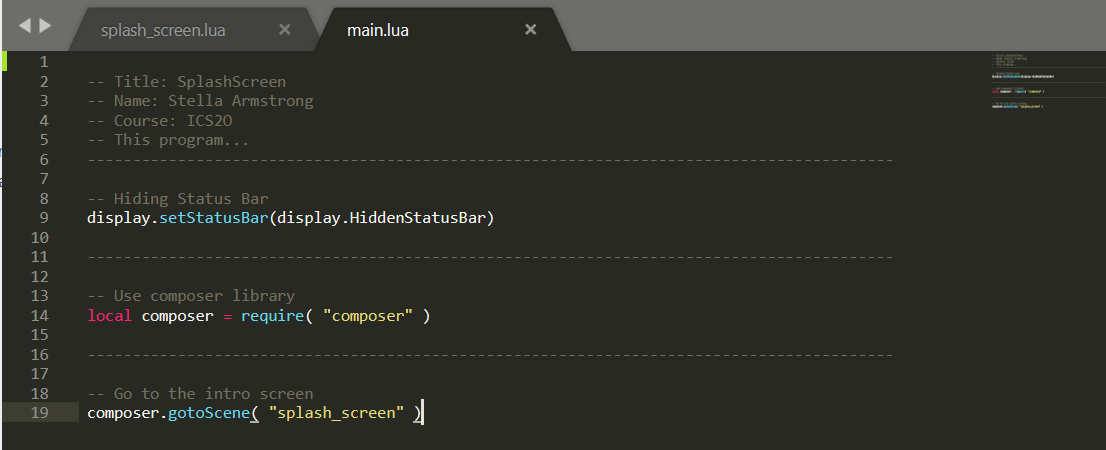 splash_screen.lua × main.lua ×
1
2 -- Title: SplashScreen
3 -- Name: Stella Armstrong
4 -- Course: ICS2O
5 -- This program...
6 -----------------------------------------------------------------------------------------
7
8 -- Hiding Status Bar
9 display.setStatusBar(display.HiddenStatusBar)
10
11 -----------------------------------------------------------------------------------------
12
13 -- Use composer library
14 local composer = require( "composer" )
15
16 -----------------------------------------------------------------------------------------
17
18 -- Go to the intro screen
19 composer.gotoScene( "splash_screen" )